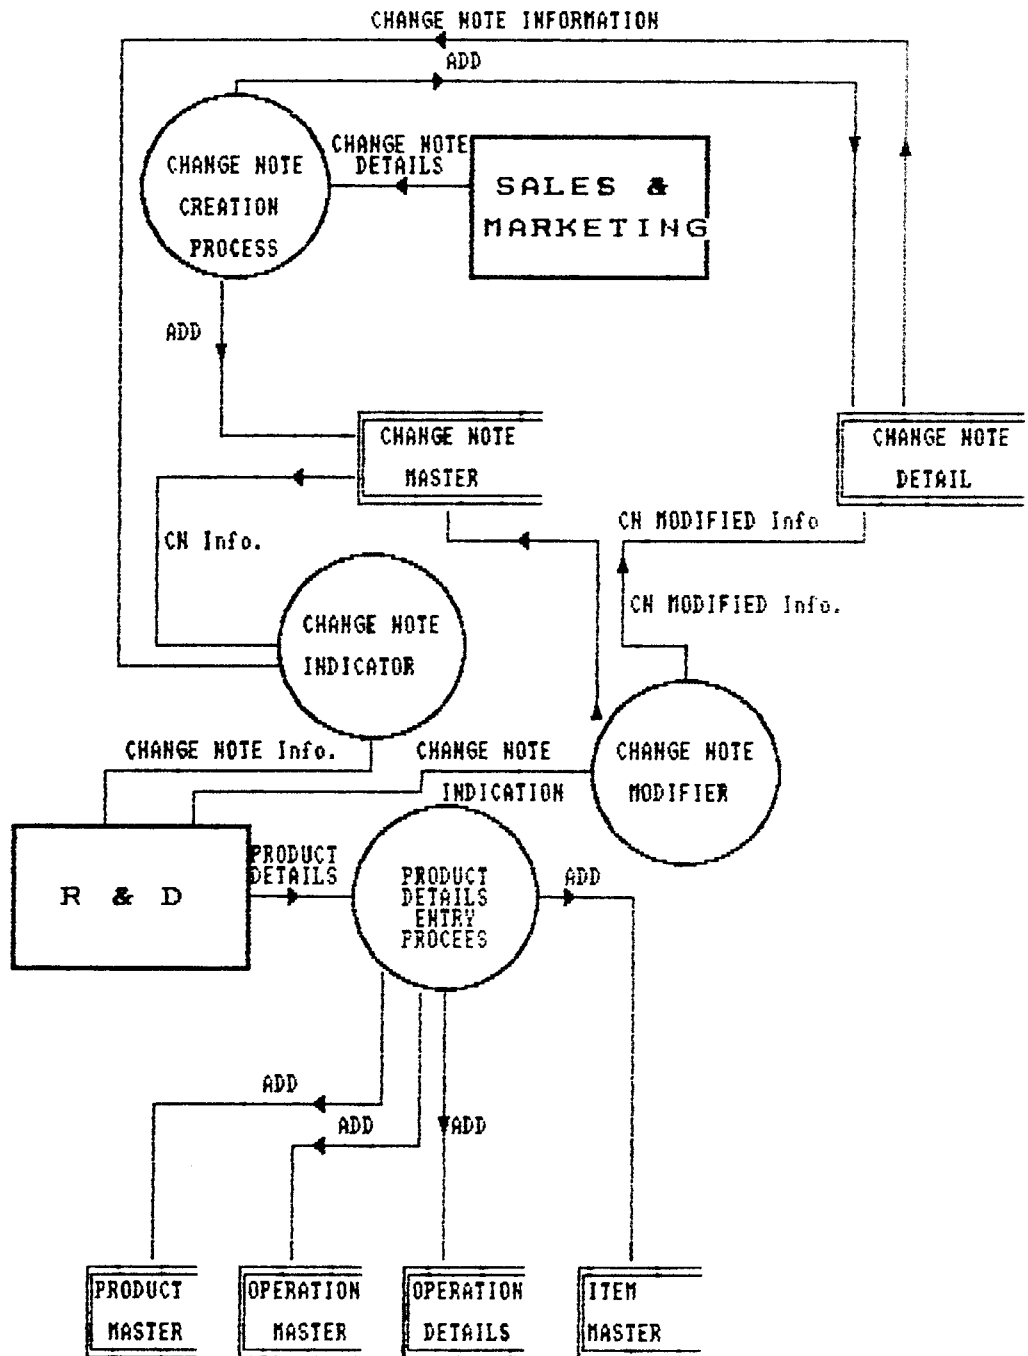 CHANGE NOTE INFORMATION
ADD
CHANGE NOTE
DETAILS
CHANGE NOTE
CREATION
PROCESS
SALES &
MARKETING
ADD
CHANGE NOTE
MASTER
CHANGE NOTE
DETAIL
CN Info.
CN MODIFIED Info
CN MODIFIED Info.
CHANGE NOTE
INDICATOR
CHANGE NOTE Info.
CHANGE NOTE
INDICATION
CHANGE NOTE
MODIFIER
R & D
PRODUCT
DETAILS
PRODUCT
DETAILS
ENTRY
PROCEES
ADD
ADD
ADD
ADD
PRODUCT
MASTER
OPERATION
MASTER
OPERATION
DETAILS
ITEM
MASTER